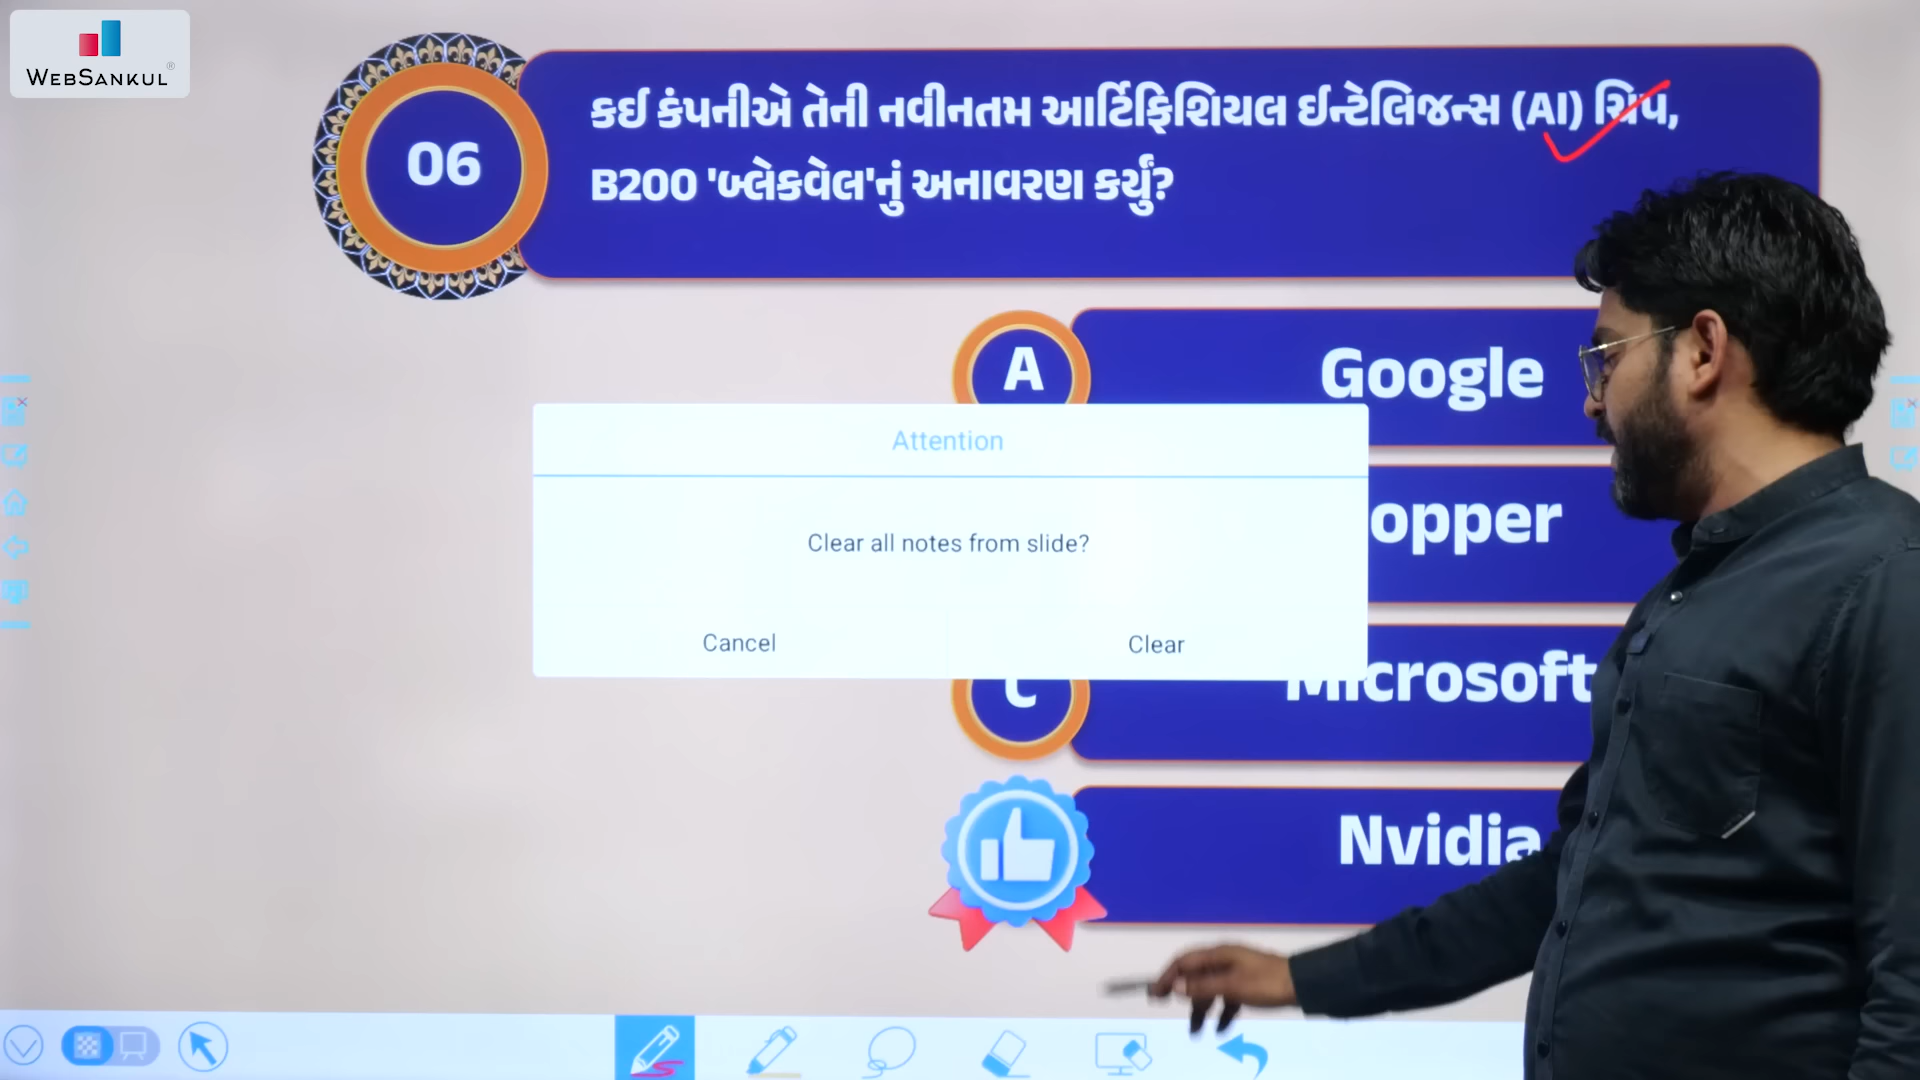 WEBSANKUL
06
કઈ કંપનીએ તેની નવીનતમ આર્ટિફિશિયલ ઈન્ટેલિજન્સ (AI) ચિપ,
B200 'બ્લેકવેલ'નું અનાવરણ કર્યું?
A
Google
Attention
opper
Clear all notes from slide?
Cancel
Clear
C
Microsoft
Nvidia